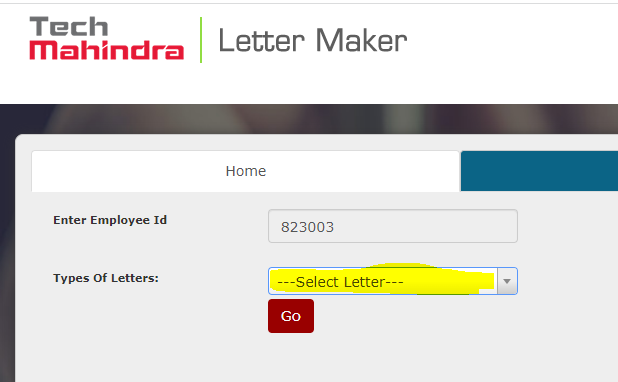 Tech
Mahindra
Letter Maker
Home
Enter Employee Id
823003
Types Of Letters:
---Select Letter---
Go